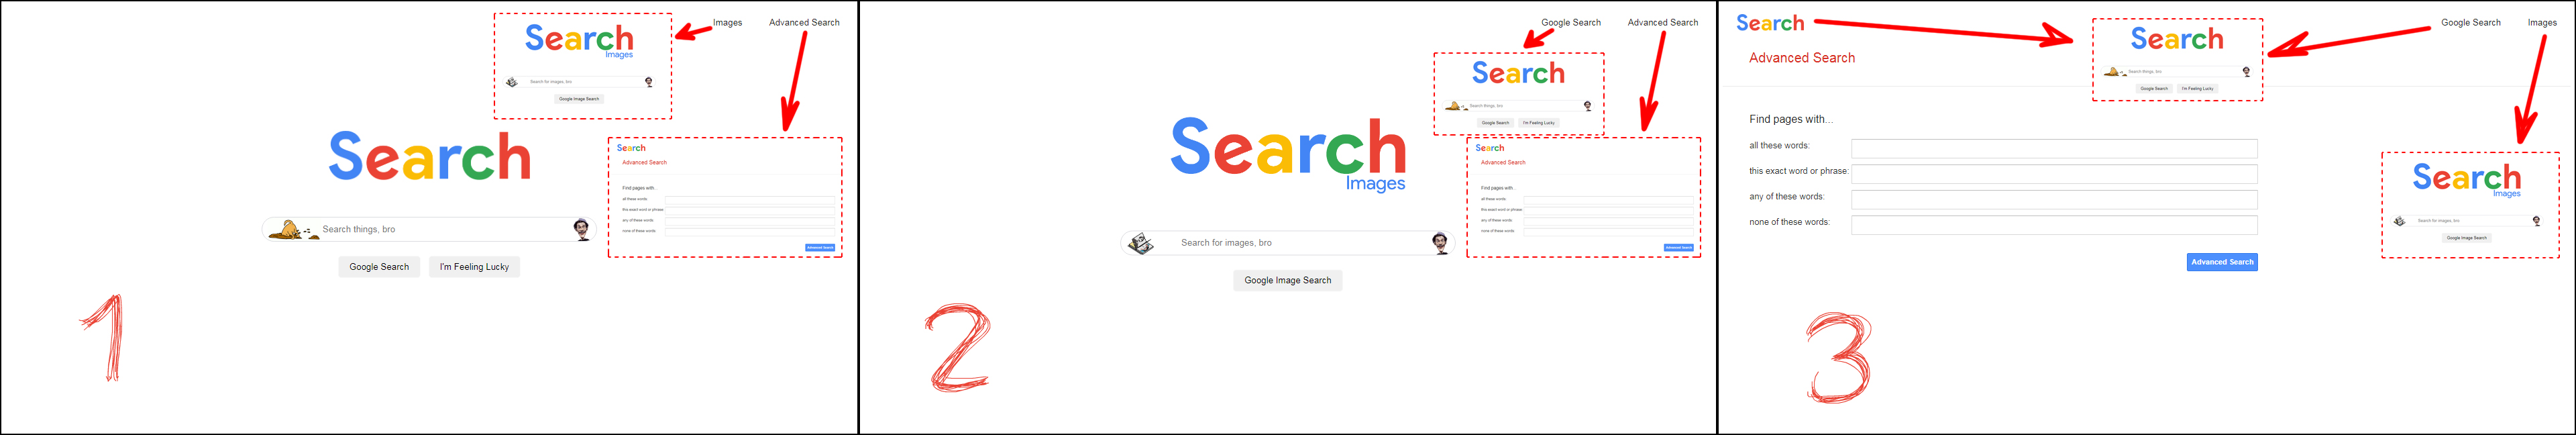 Images
Advanced Search
Search
Images
Search for images, bro
Google Image Search
Search
Search things, bro
Google Search
I'm Feeling Lucky
Search
Advanced Search
Find pages with...
all these words:
this exact word or phrase:
any of these words:
none of these words:
Advanced Search
1
Google Search
Advanced Search
Search
Search things, bro
Google Search
I'm Feeling Lucky
Search
Images
Search for images, bro
Google Image Search
Search
Advanced Search
Find pages with...
all these words:
this exact word or phrase:
any of these words:
none of these words:
Advanced Search
2
Search
Google Search
Images
Advanced Search
Search
Search things, bro
Google Search
I'm Feeling Lucky
Find pages with...
all these words:
this exact word or phrase:
any of these words:
none of these words:
Advanced Search
Search
Images
Search for images, bro
Google Image Search
3